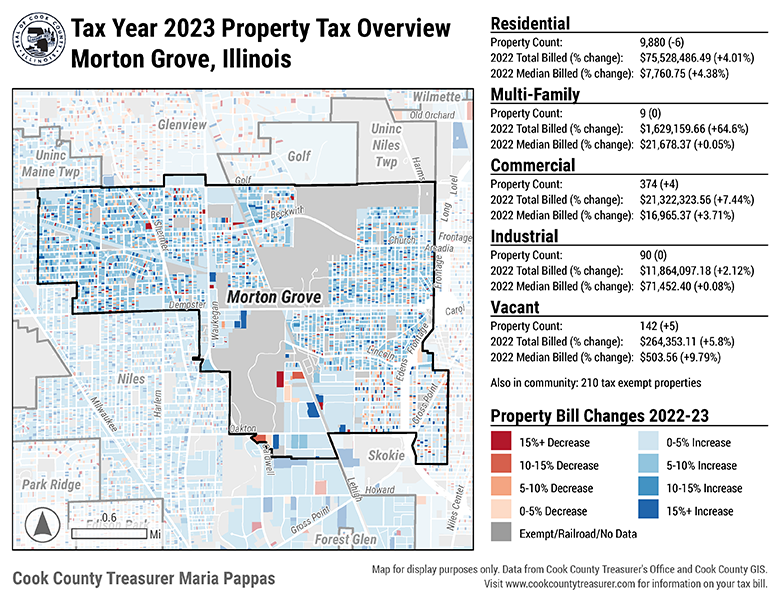 SEAL OF COOK COUNTY
ILLINOIS
Tax Year 2023 Property Tax Overview
Morton Grove, Illinois
Wilmette
Old Orchard
Glenview
Uninc
Niles
Twp
Golf
Uninc
Maine Twp
Harms
Golf
Lorel
Long
Beckwith
Shermer
Church
Frontage
Arcadia
Frontage
Morton Grove
Dempster
Waukegan
Carol
Lincoln
Edens
Frontage
Niles
Harlem
Milwaukee
Gross Point
Oakton
Caldwell
Skokie
Park Ridge
Lehigh
Howard
Niles Center
Gross Point
Edison Park
Forest Glen
0.6
Mi
Residential
Property Count: 9,880 (-6)
2022 Total Billed (% change): $75,528,486.49 (+4.01%)
2022 Median Billed (% change): $7,760.75 (+4.38%)
Multi-Family
Property Count: 9 (0)
2022 Total Billed (% change): $1,629,159.66 (+64.6%)
2022 Median Billed (% change): $21,678.37 (+0.05%)
Commercial
Property Count: 374 (+4)
2022 Total Billed (% change): $21,322,323.56 (+7.44%)
2022 Median Billed (% change): $16,965.37 (+3.71%)
Industrial
Property Count: 90 (0)
2022 Total Billed (% change): $11,864,097.18 (+2.12%)
2022 Median Billed (% change): $71,452.40 (+0.08%)
Vacant
Property Count: 142 (+5)
2022 Total Billed (% change): $264,353.11 (+5.8%)
2022 Median Billed (% change): $503.56 (+9.79%)
Also in community: 210 tax exempt properties
Property Bill Changes 2022-23
15%+ Decrease
10-15% Decrease
5-10% Decrease
0-5% Decrease
Exempt/Railroad/No Data
0-5% Increase
5-10% Increase
10-15% Increase
15%+ Increase
Cook County Treasurer Maria Pappas
Map for display purposes only. Data from Cook County Treasurer's Office and Cook County GIS.
Visit www.cookcountytreasurer.com for information on your tax bill.